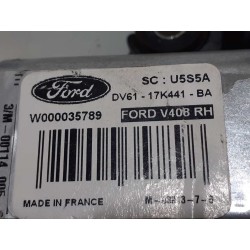 Ford
SC : U5S5A
DV61 - 17K441 - BA
W000035789
FORD V408 RH
MADE IN FRANCE